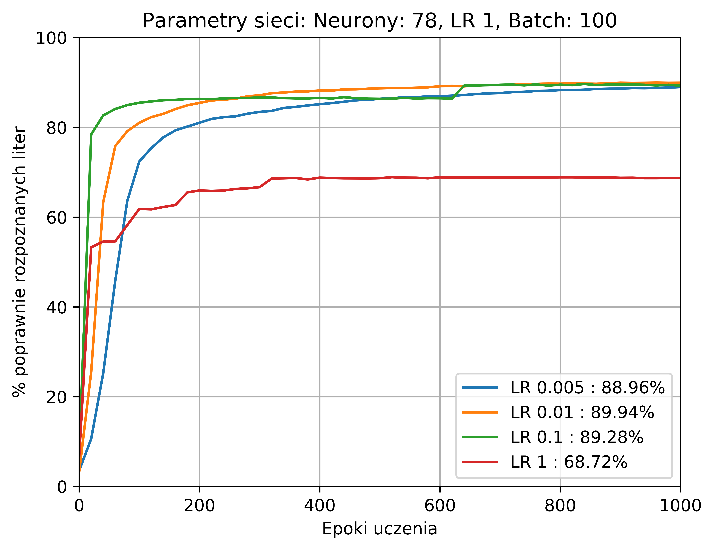 Parametry sieci: Neurony: 78, LR 1, Batch: 100
100
80
60
40
20
0
% poprawnie rozpoznanych liter
LR 0.005 : 88.96%
LR 0.01 : 89.94%
LR 0.1 : 89.28%
LR 1 : 68.72%
0 200 400 600 800 1000
Epoki uczenia